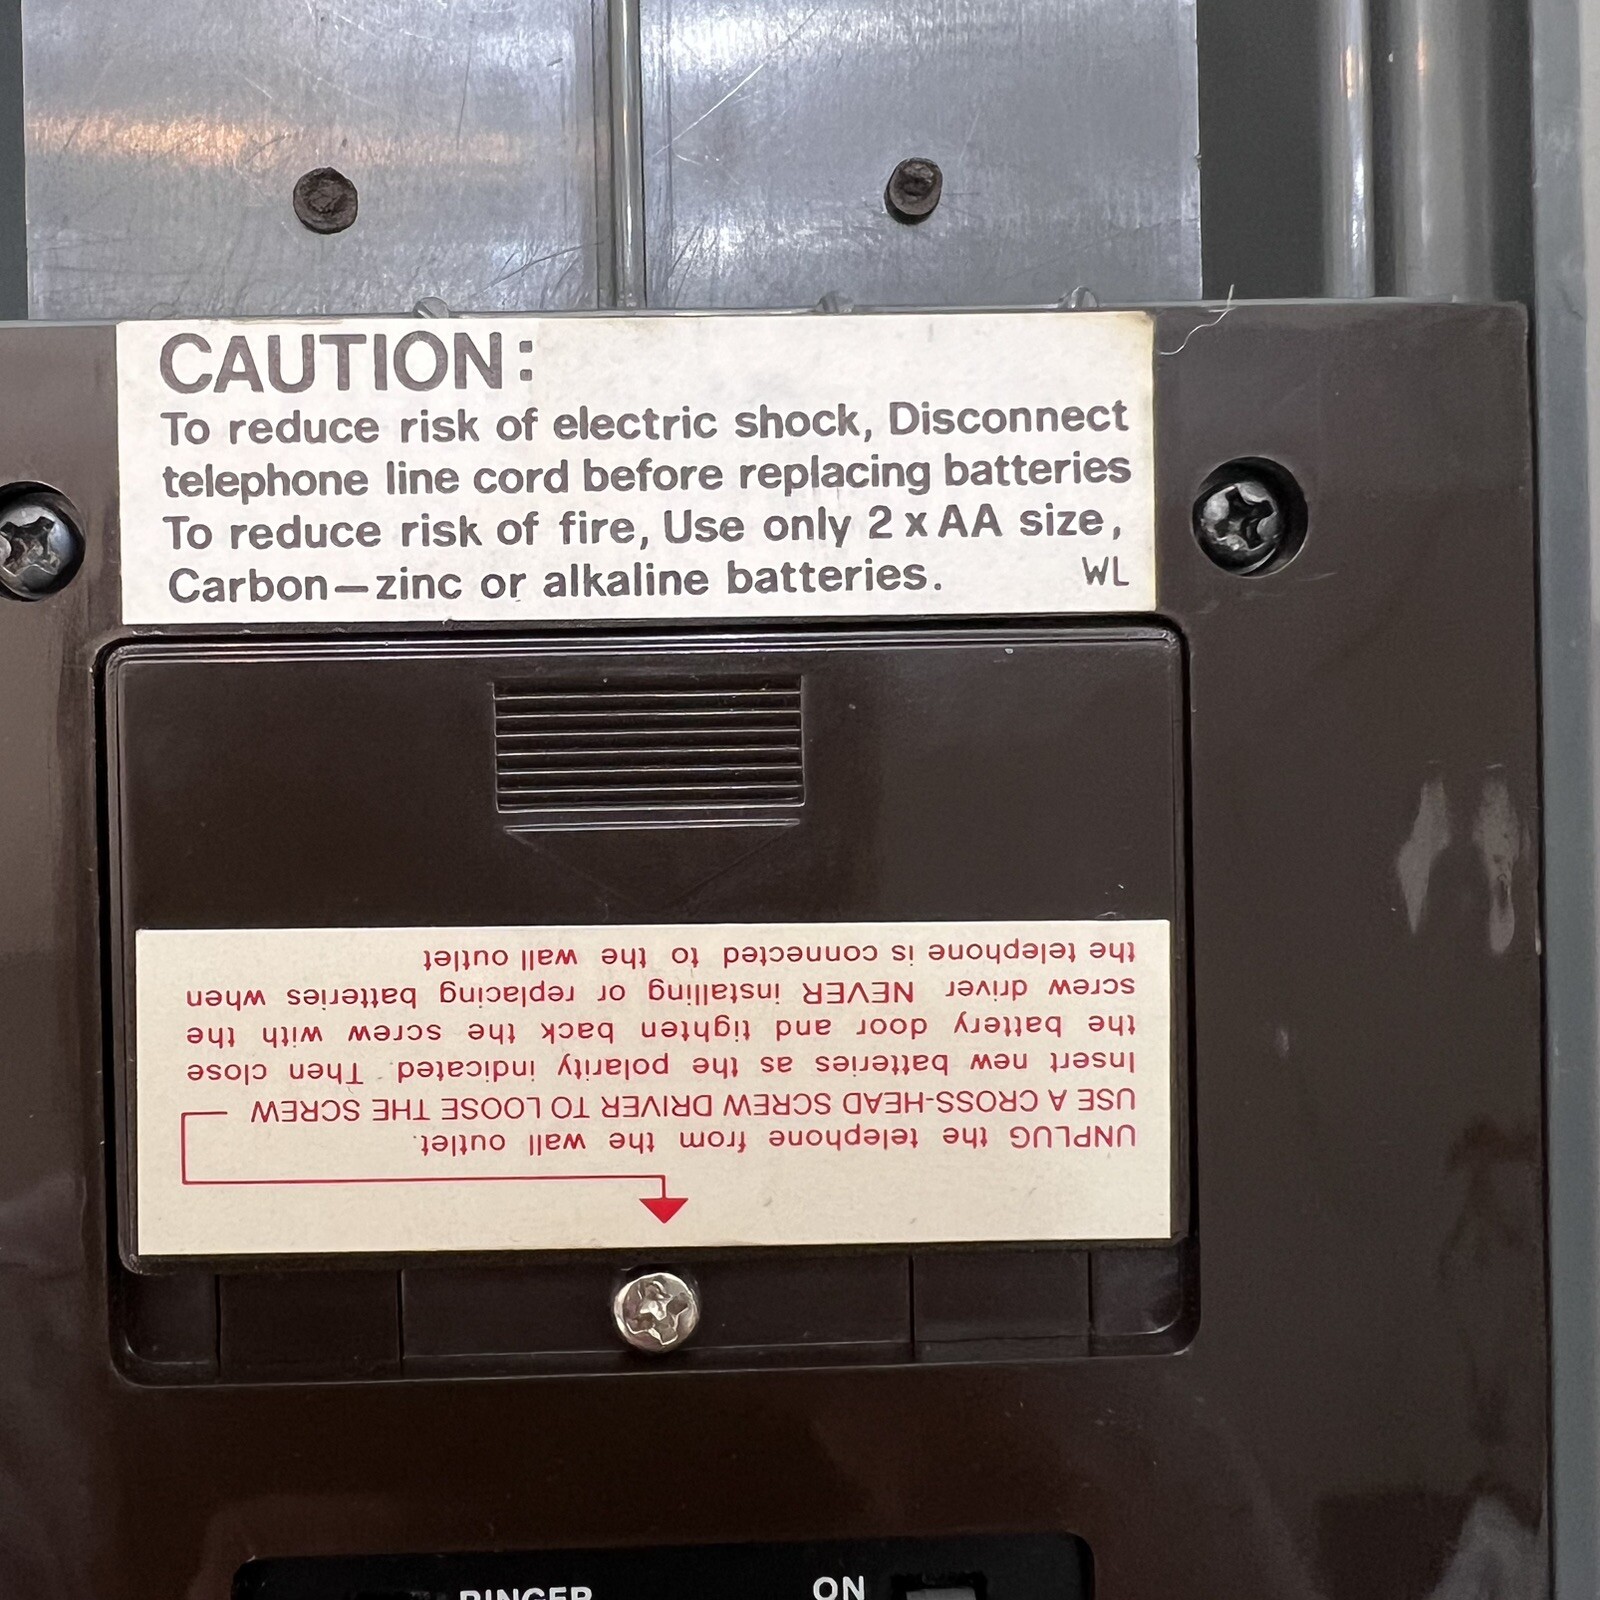 CAUTION:
To reduce risk of electric shock, Disconnect
telephone line cord before replacing batteries
To reduce risk of fire, Use only 2 x AA size,
Carbon—zinc or alkaline batteries. WL
UNPLUG the telephone from the wall outlet.
USE A CROSS-HEAD SCREW DRIVER TO LOOSE THE SCREW
Insert new batteries as the polarity indicated. Then close
the battery door and tighten back the screw with the
screw driver NEVER installing or replacing batteries when
the telephone is connected to the wall outlet
RINGER ON